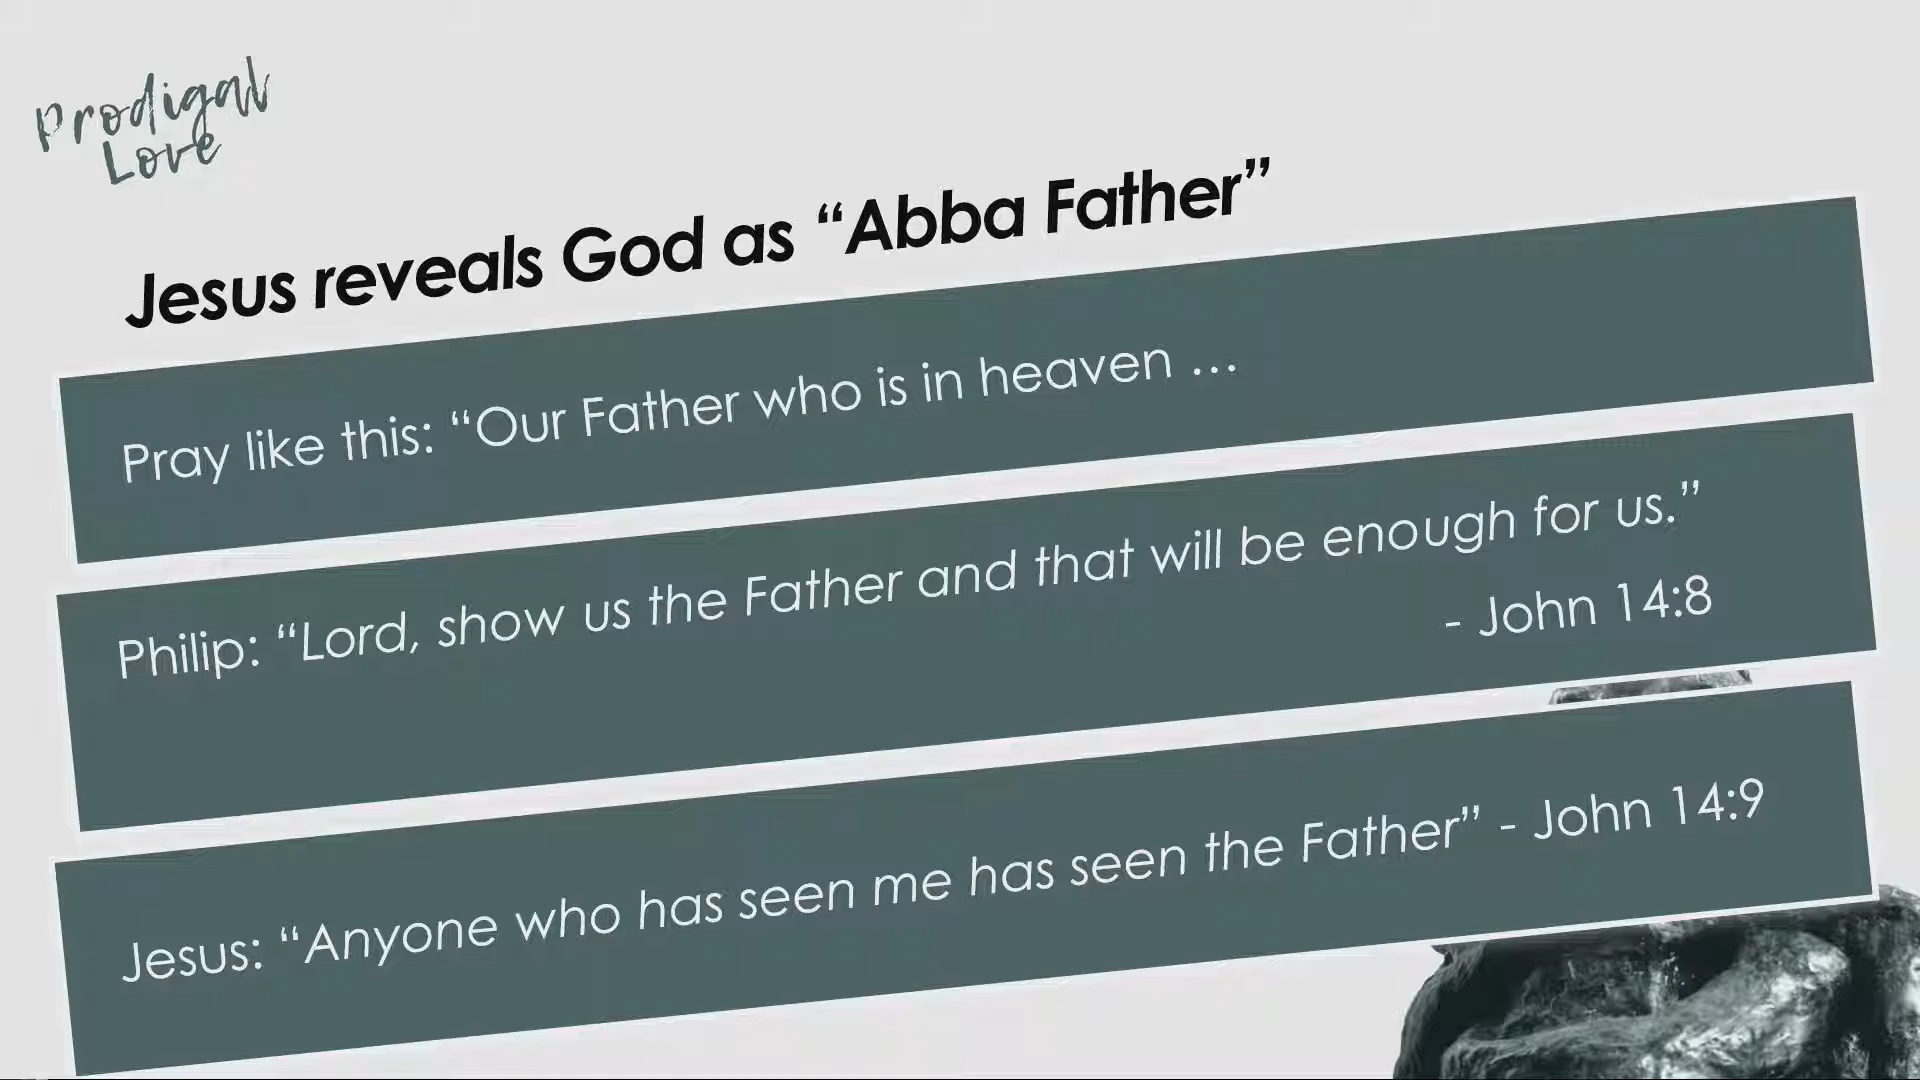 Prodigal
Love
Jesus reveals God as “Abba Father”
Pray like this: “Our Father who is in heaven …
Philip: “Lord, show us the Father and that will be enough for us.”
- John 14:8
Jesus: “Anyone who has seen me has seen the Father” - John 14:9